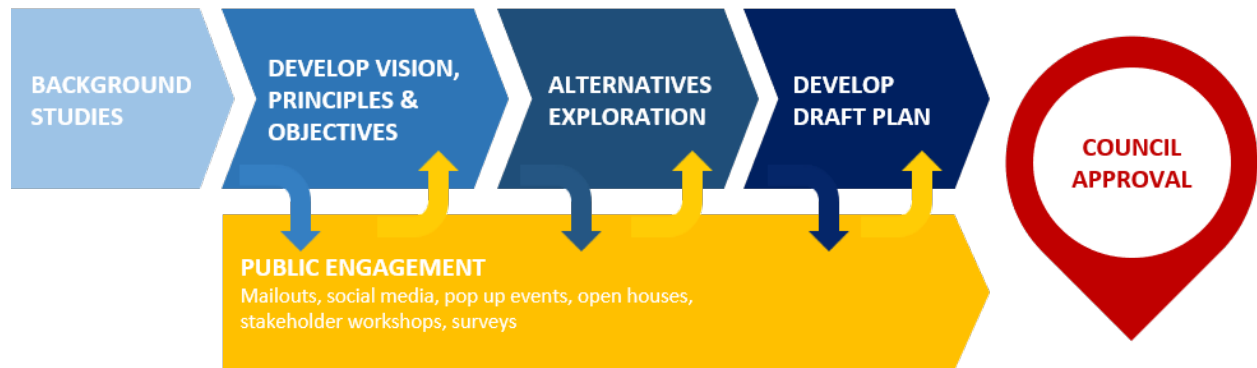 BACKGROUND
STUDIES
DEVELOP VISION,
PRINCIPLES &
OBJECTIVES
ALTERNATIVES
EXPLORATION
DEVELOP
DRAFT PLAN
COUNCIL
APPROVAL
PUBLIC ENGAGEMENT
Mailouts, social media, pop up events, open houses,
stakeholder workshops, surveys